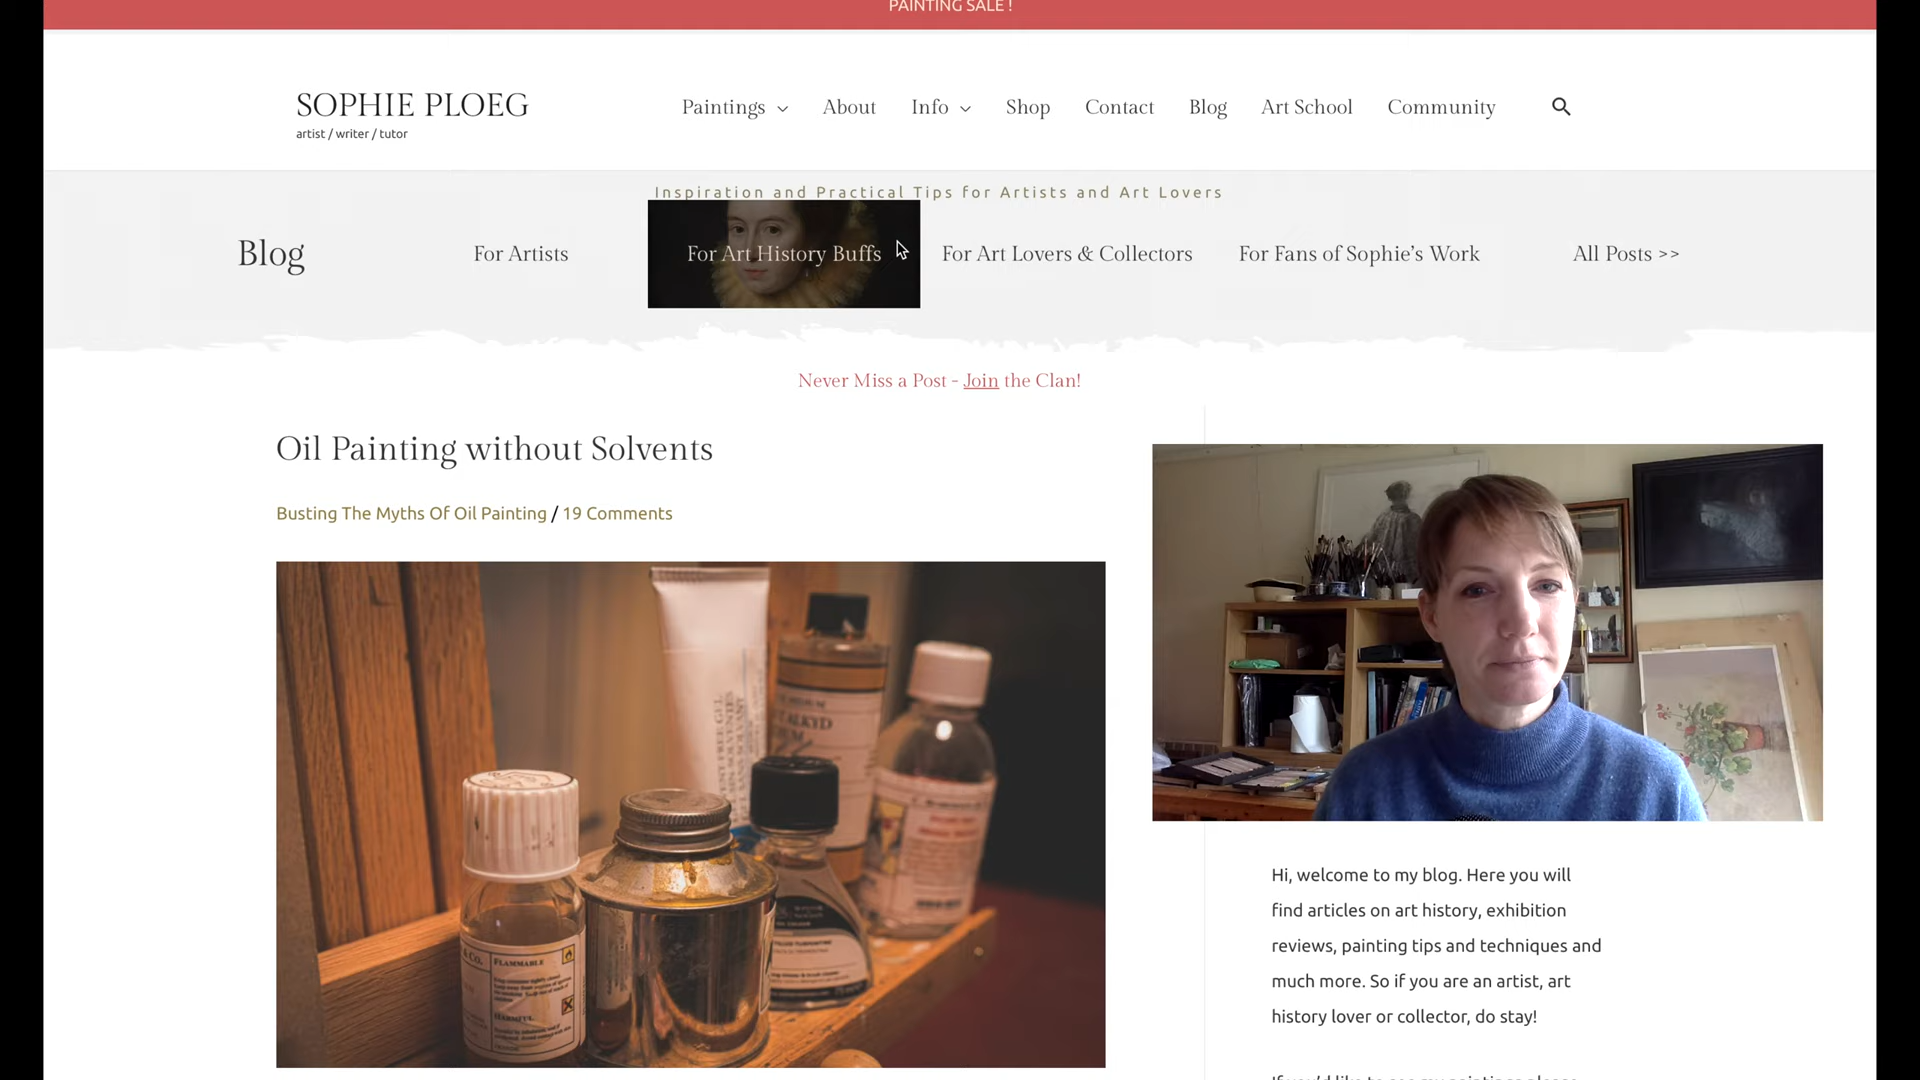 PAINTING SALE !
SOPHIE PLOEG
artist / writer / tutor
Paintings About Info Shop Contact Blog Art School Community
Inspiration and Practical Tips for Artists and Art Lovers
Blog For Artists For Art History Buffs For Art Lovers & Collectors For Fans of Sophie's Work All Posts >>
Never Miss a Post - Join the Clan!
Oil Painting without Solvents
Busting The Myths Of Oil Painting / 19 Comments
& Co.
FLAMMABLE
HARMFUL
Hi, welcome to my blog. Here you will
find articles on art history, exhibition
reviews, painting tips and techniques and
much more. So if you are an artist, art
history lover or collector, do stay!